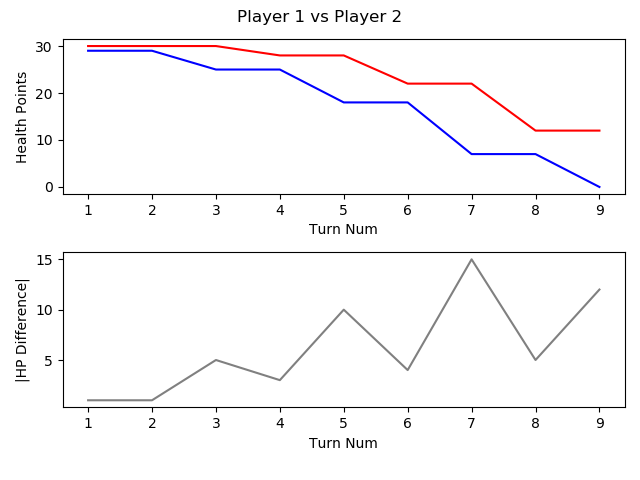 Player 1 vs Player 2
30
20
10
0
Health Points
1 2 3 4 5 6 7 8 9
Turn Num
15
10
5
|HP Difference|
1 2 3 4 5 6 7 8 9
Turn Num